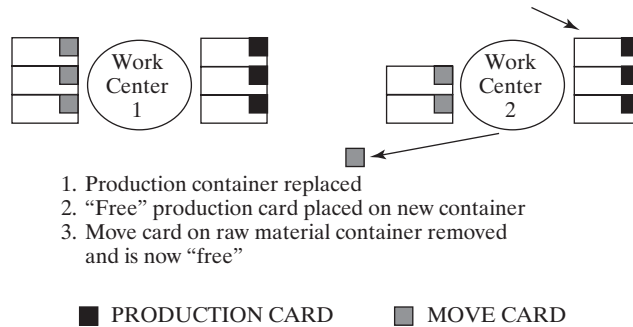 Work
Center
1
Work
Center
2
1. Production container replaced
2. “Free” production card placed on new container
3. Move card on raw material container removed
and is now “free”
PRODUCTION CARD
MOVE CARD